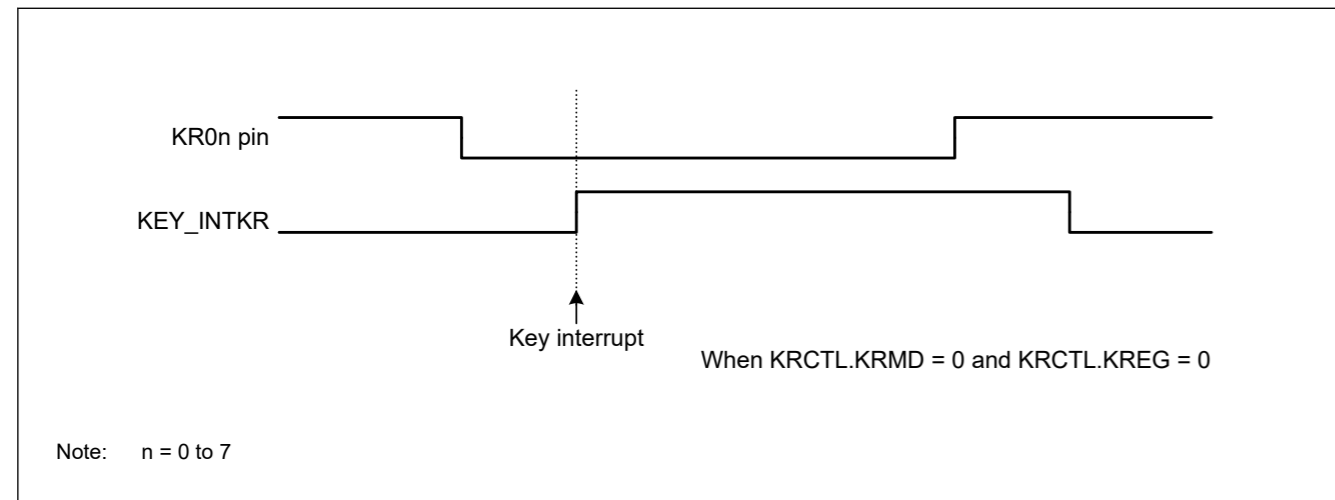 KR0n pin
KEY_INTKR
Key interrupt
When KRCTL.KRMD = 0 and KRCTL.KREG = 0
Note: n = 0 to 7